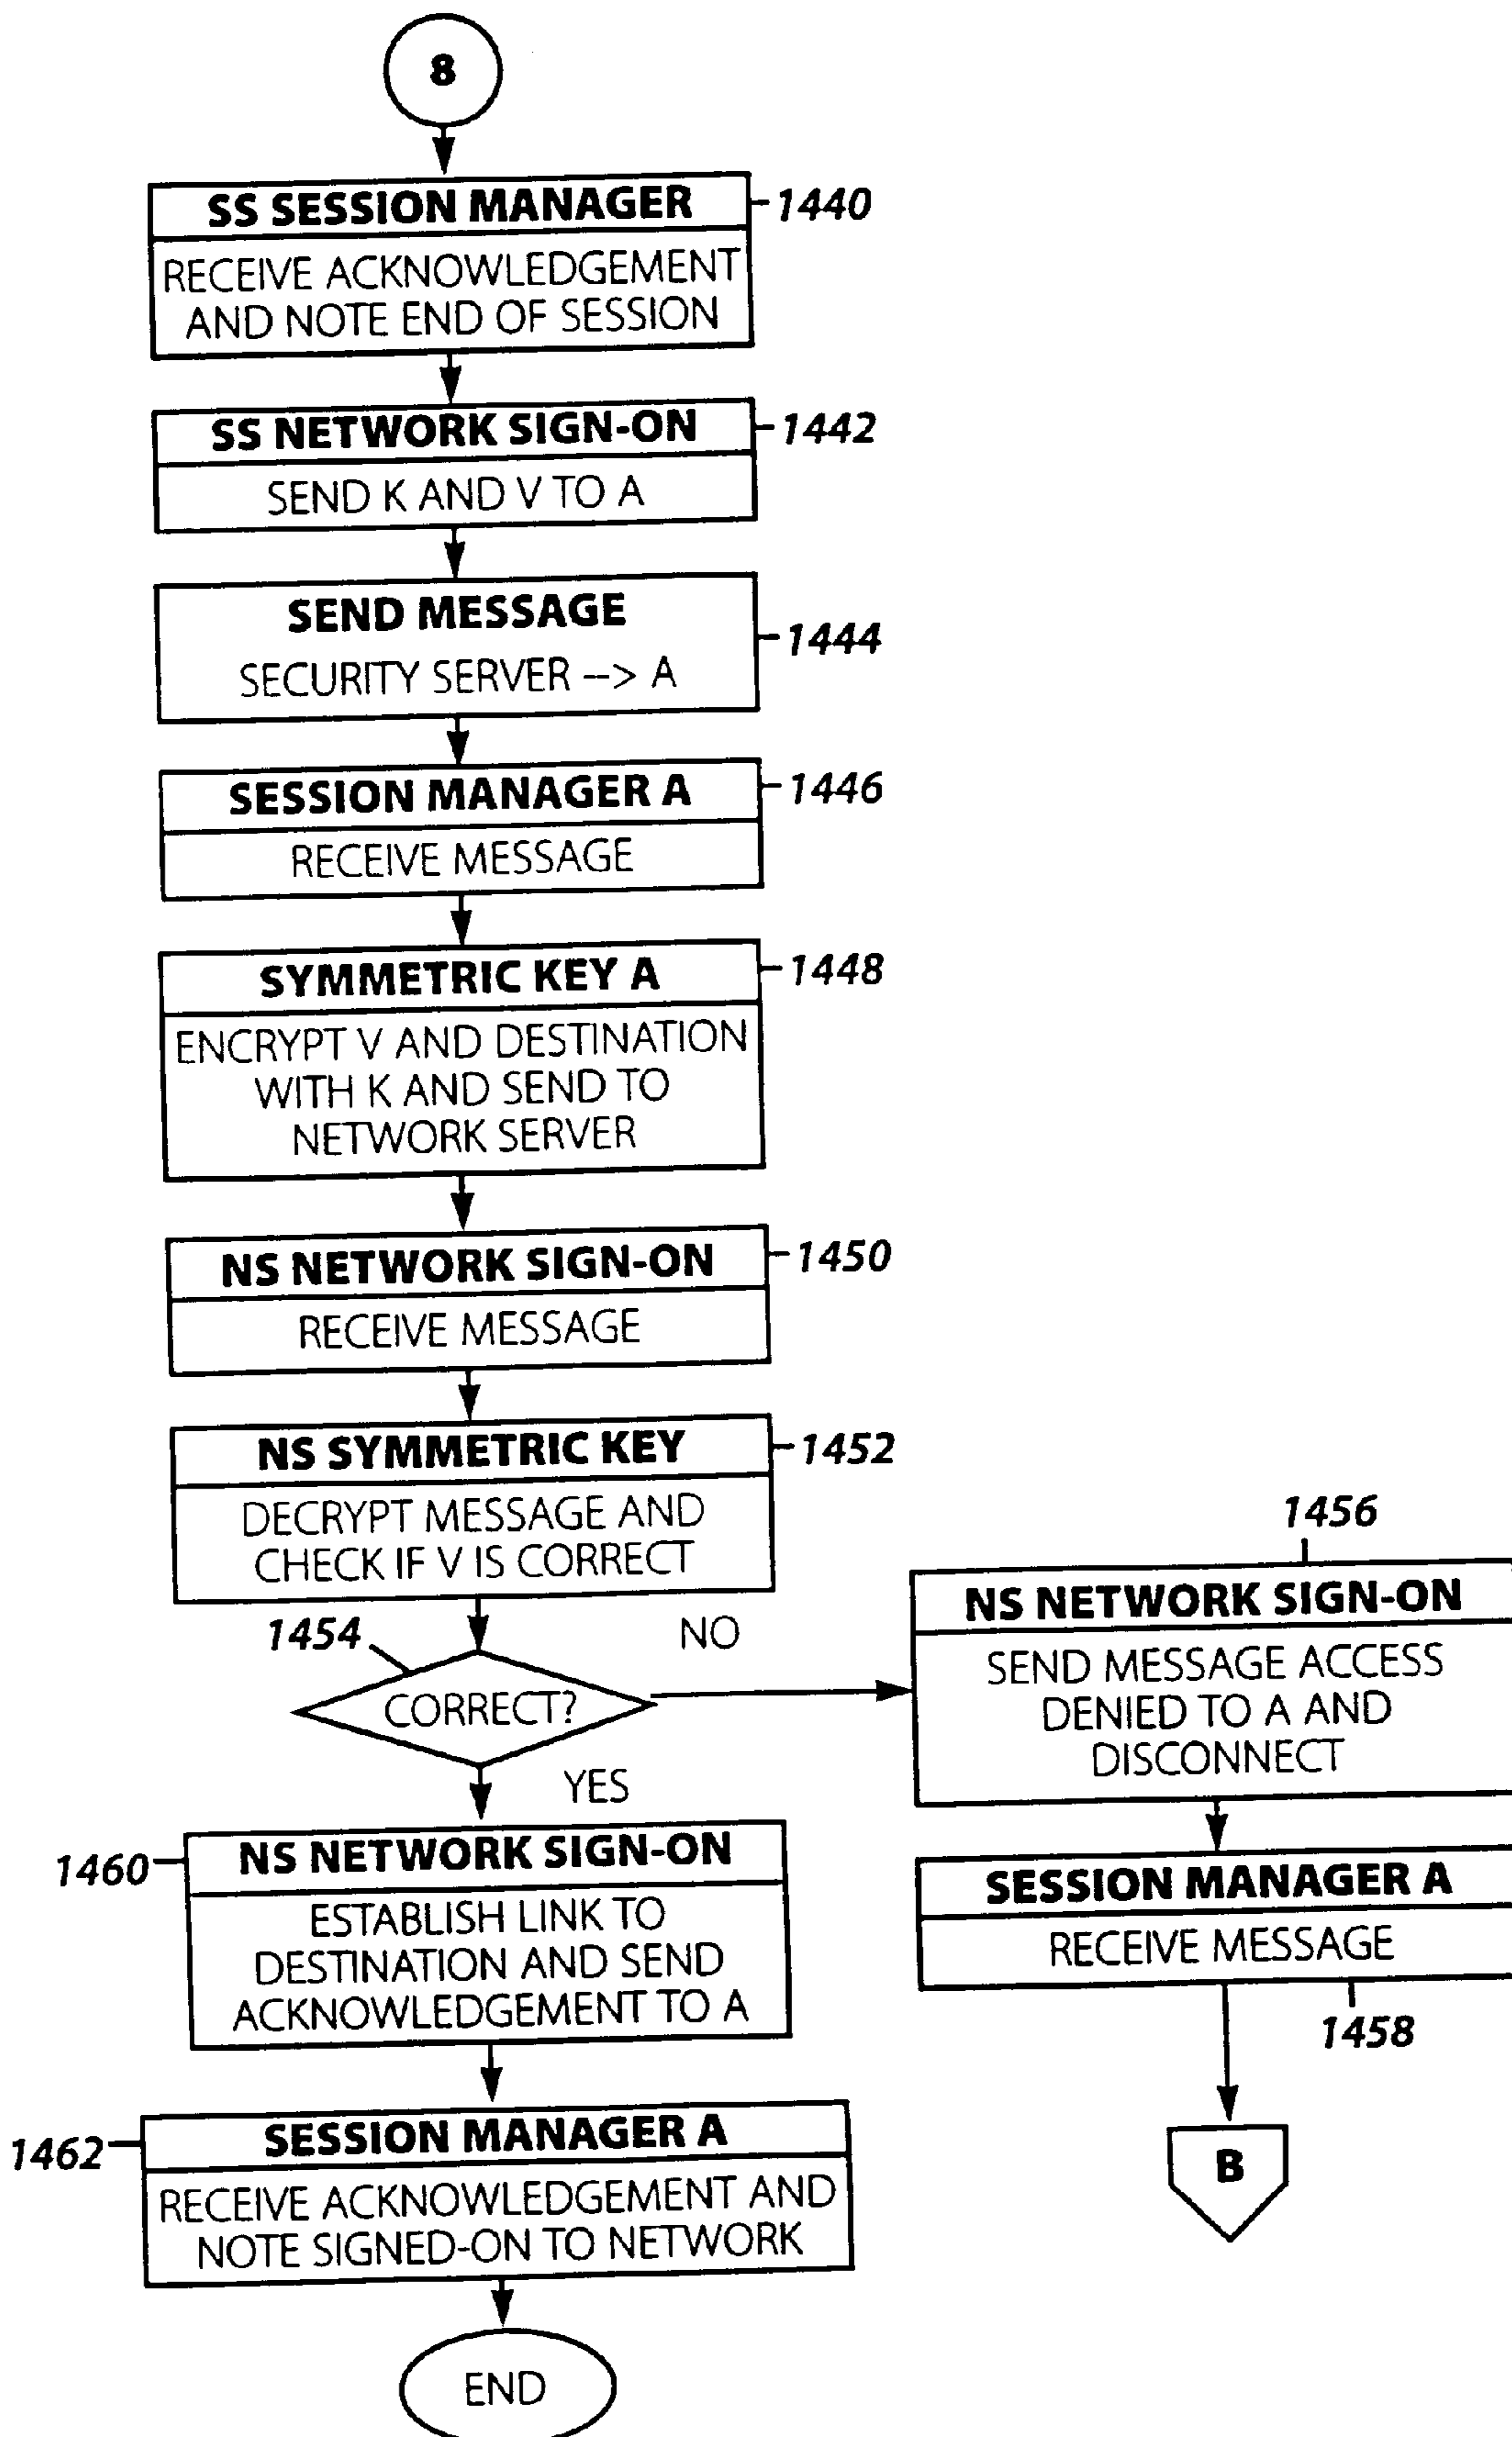 8
SS SESSION MANAGER
1440
RECEIVE ACKNOWLEDGEMENT
AND NOTE END OF SESSION
SS NETWORK SIGN-ON
1442
SEND K AND V TO A
SEND MESSAGE
1444
SECURITY SERVER --> A
SESSION MANAGER A
1446
RECEIVE MESSAGE
SYMMETRIC KEY A
1448
ENCRYPT V AND DESTINATION
WITH K AND SEND TO
NETWORK SERVER
NS NETWORK SIGN-ON
1450
RECEIVE MESSAGE
NS SYMMETRIC KEY
1452
DECRYPT MESSAGE AND
CHECK IF V IS CORRECT
1454
CORRECT?
NO
1456
NS NETWORK SIGN-ON
SEND MESSAGE ACCESS
DENIED TO A AND
DISCONNECT
SESSION MANAGER A
RECEIVE MESSAGE
1458
B
YES
1460
NS NETWORK SIGN-ON
ESTABLISH LINK TO
DESTINATION AND SEND
ACKNOWLEDGEMENT TO A
1462
SESSION MANAGER A
RECEIVE ACKNOWLEDGEMENT AND
NOTE SIGNED-ON TO NETWORK
END